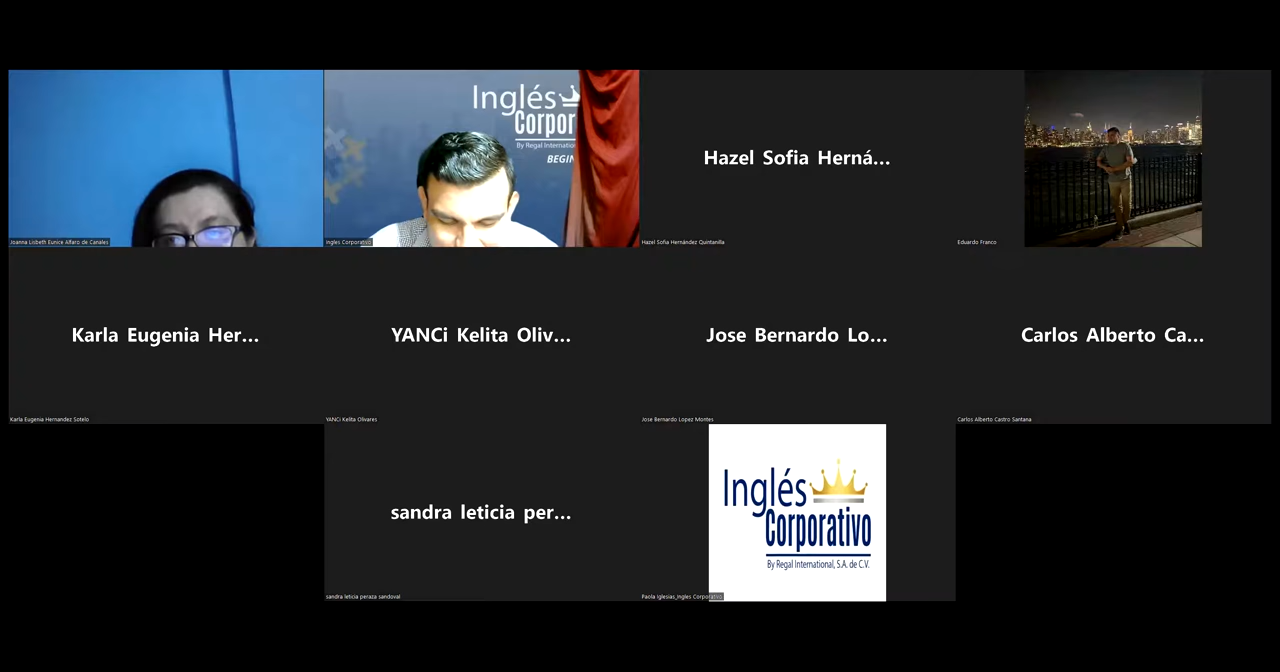 Inglés
Corpor
By Regal Internation
BEGIN
Joanna Lisbeth Eunice Alfaro de Canales
Ingles Corporativo
Hazel Sofia Herná...
Hazel Sofia Hernández Quintanilla
Eduardo Franco
Karla Eugenia Her...
Karla Eugenia Hernandez Sotelo
YANCi Kelita Oliv...
YANCi Kelita Olivares
Jose Bernardo Lo...
Jose Bernardo Lopez Montes
Carlos Alberto Ca...
Carlos Alberto Castro Santana
sandra leticia per...
sandra leticia peraza sandoval
Inglés
Corporativo
By Regal International, S.A. de C.V.
Paola Iglesias_Ingles Corporativo